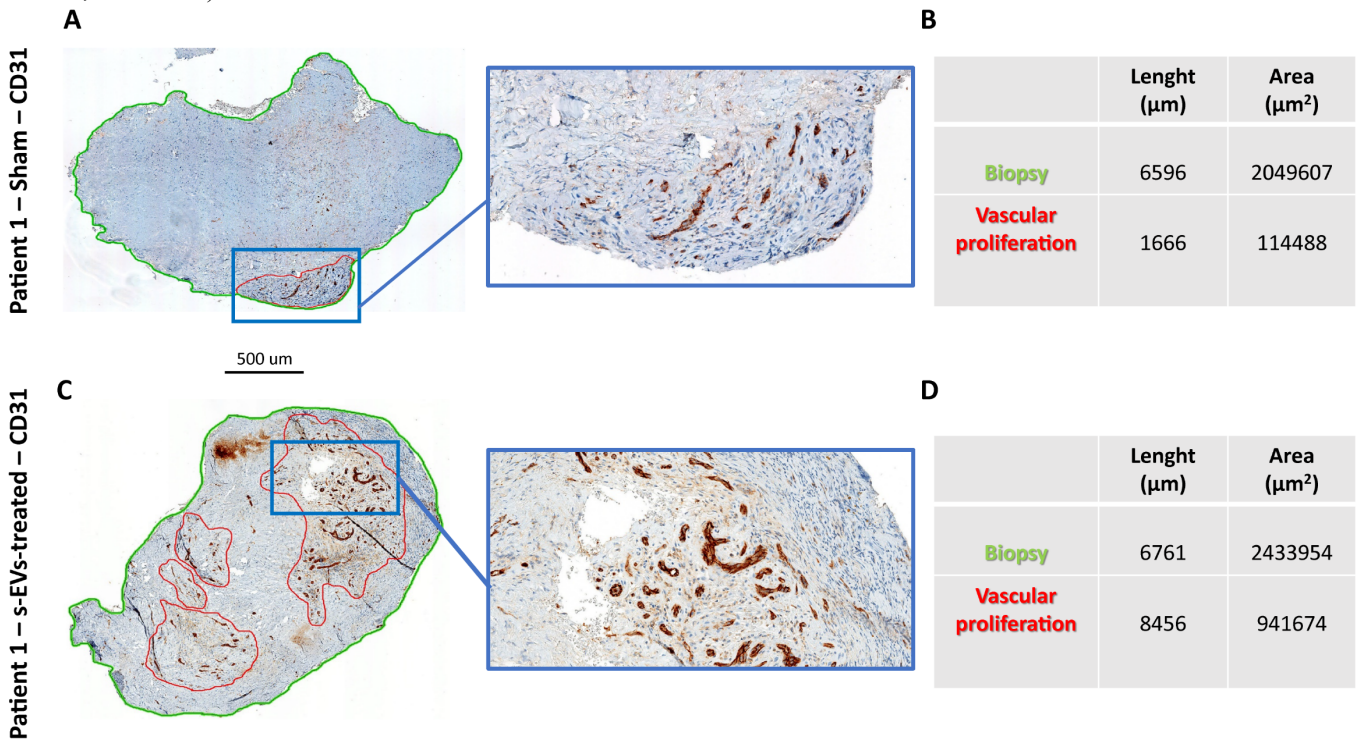 A
B
Patient 1 – Sham – CD31
Lenght
(µm)
Area
(µm²)
Biopsy
6596
2049607
Vascular
proliferation
1666
114488
500 um
C
D
Patient 1 – s-EVs-treated – CD31
Lenght
(µm)
Area
(µm²)
Biopsy
6761
2433954
Vascular
proliferation
8456
941674